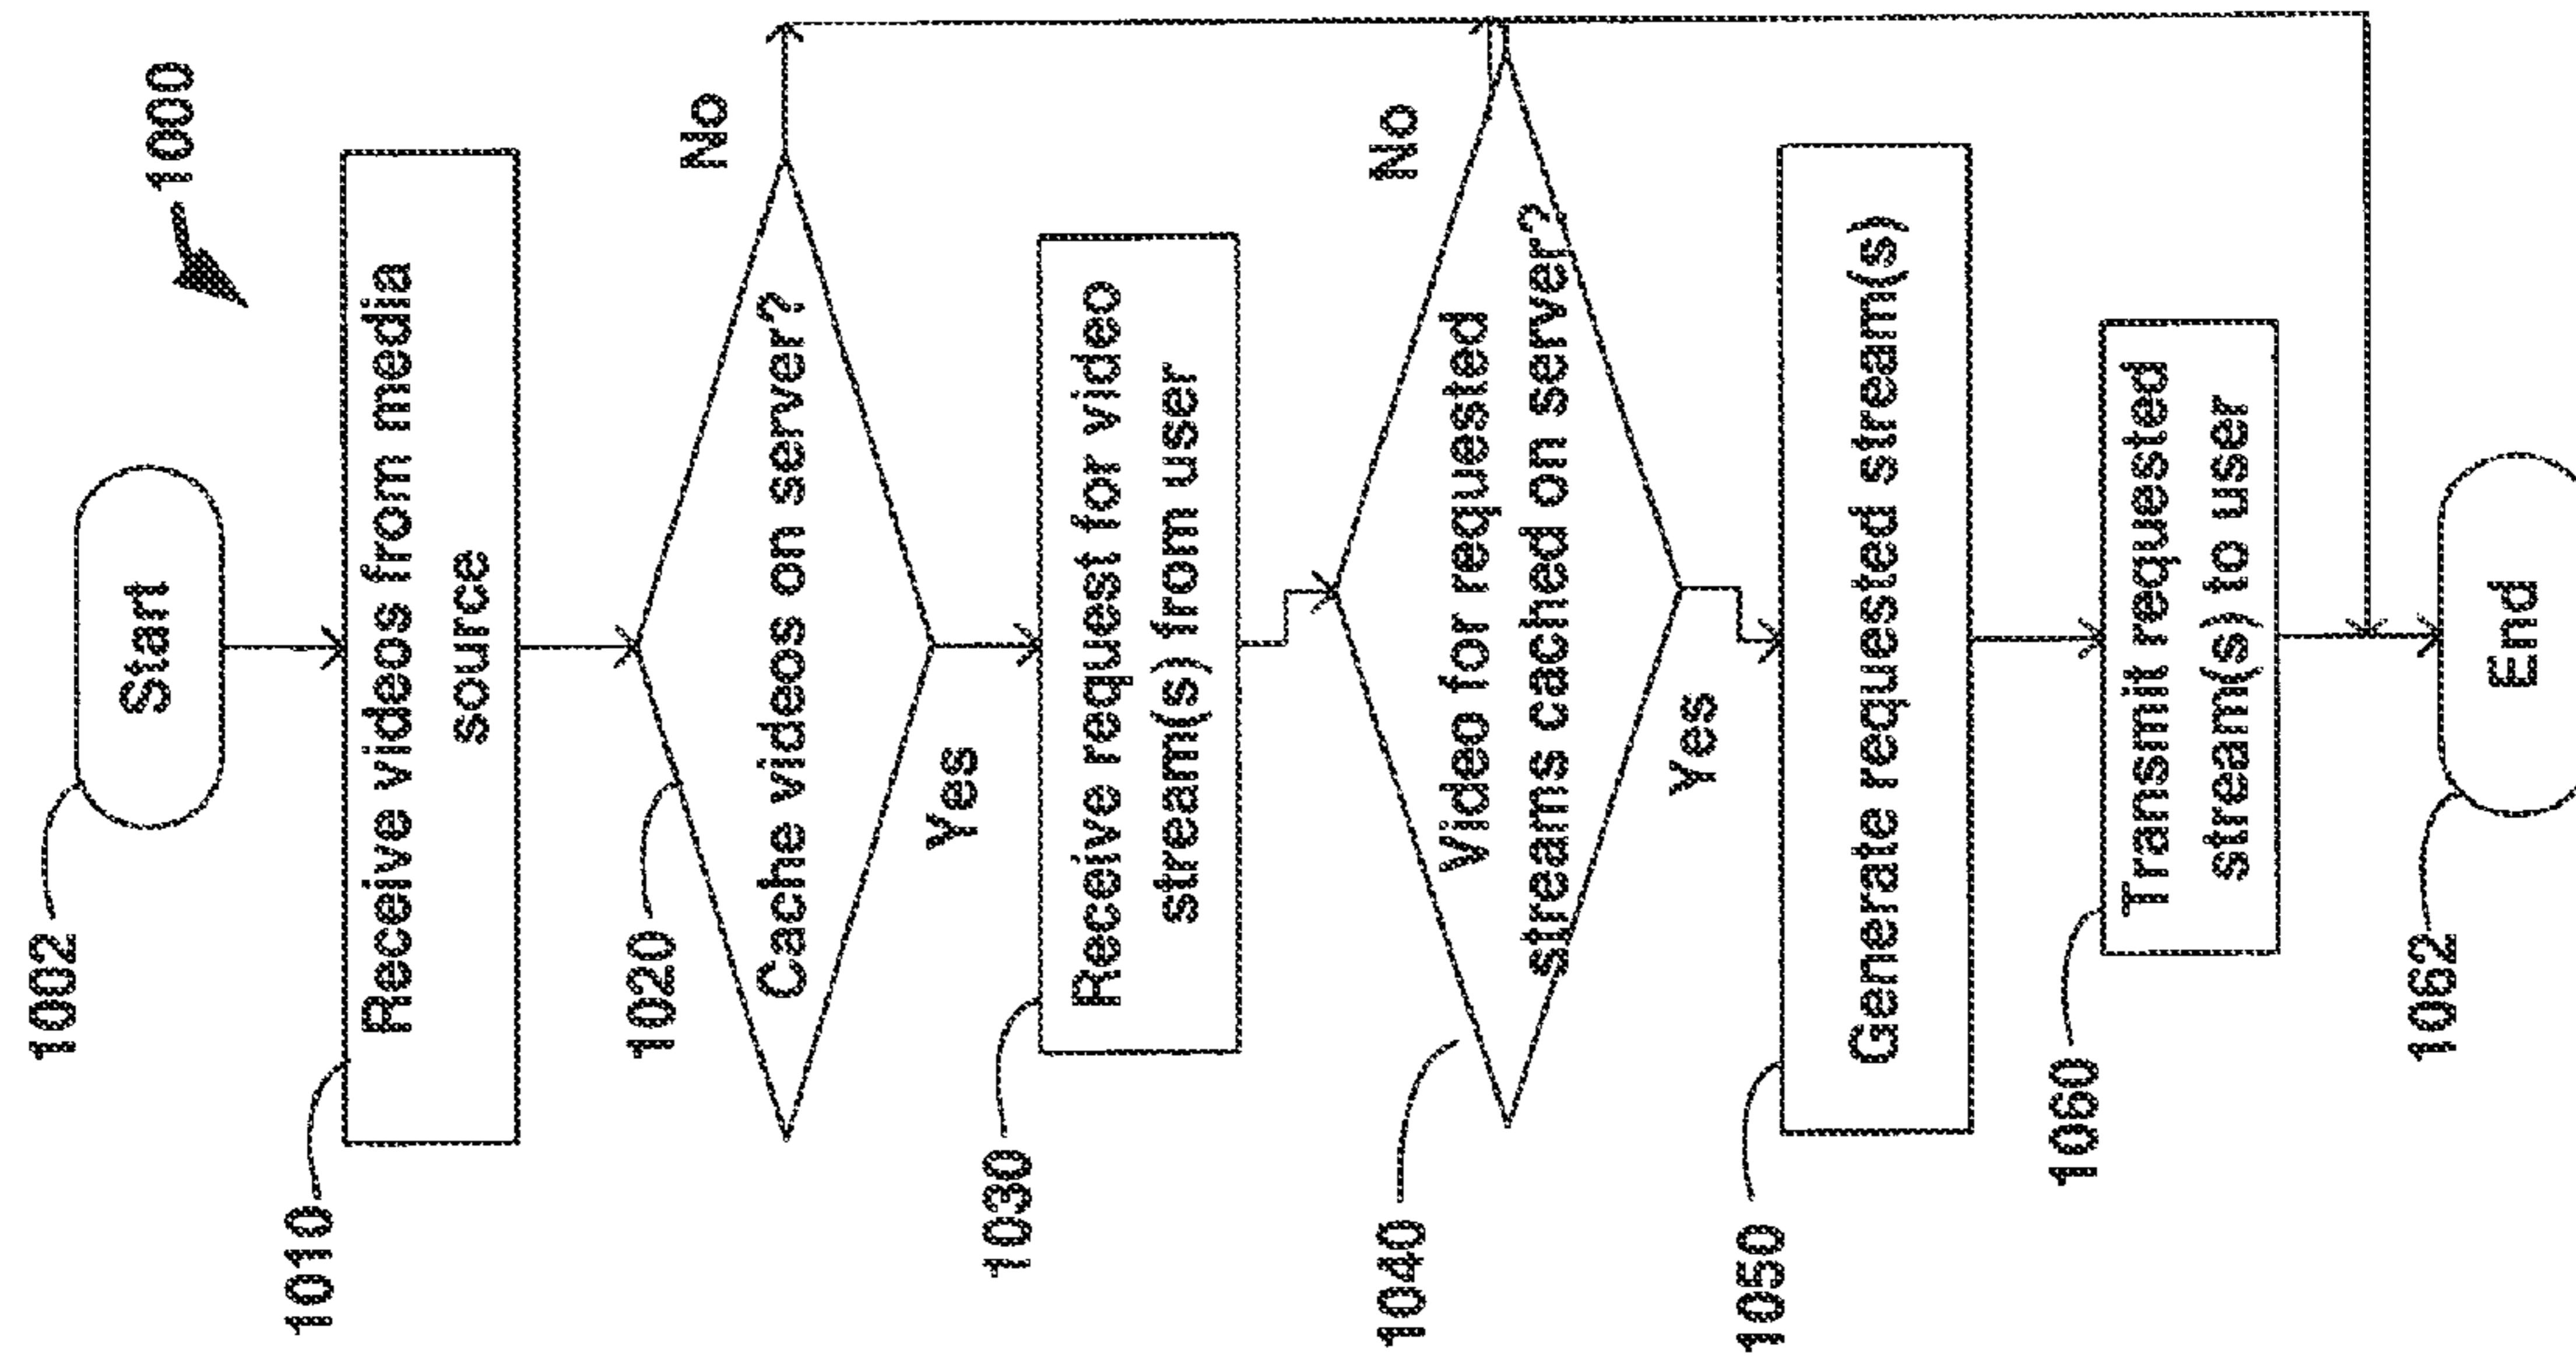 1000
1002
Start
1010
Receive videos from media
source
1020
Cache videos on server?
No
Yes
1030
Receive request for video
stream(s) from user
1040
Video for requested
streams cached on server?
No
Yes
1050
Generate requested stream(s)
1060
Transmit requested
stream(s) to user
1062
End